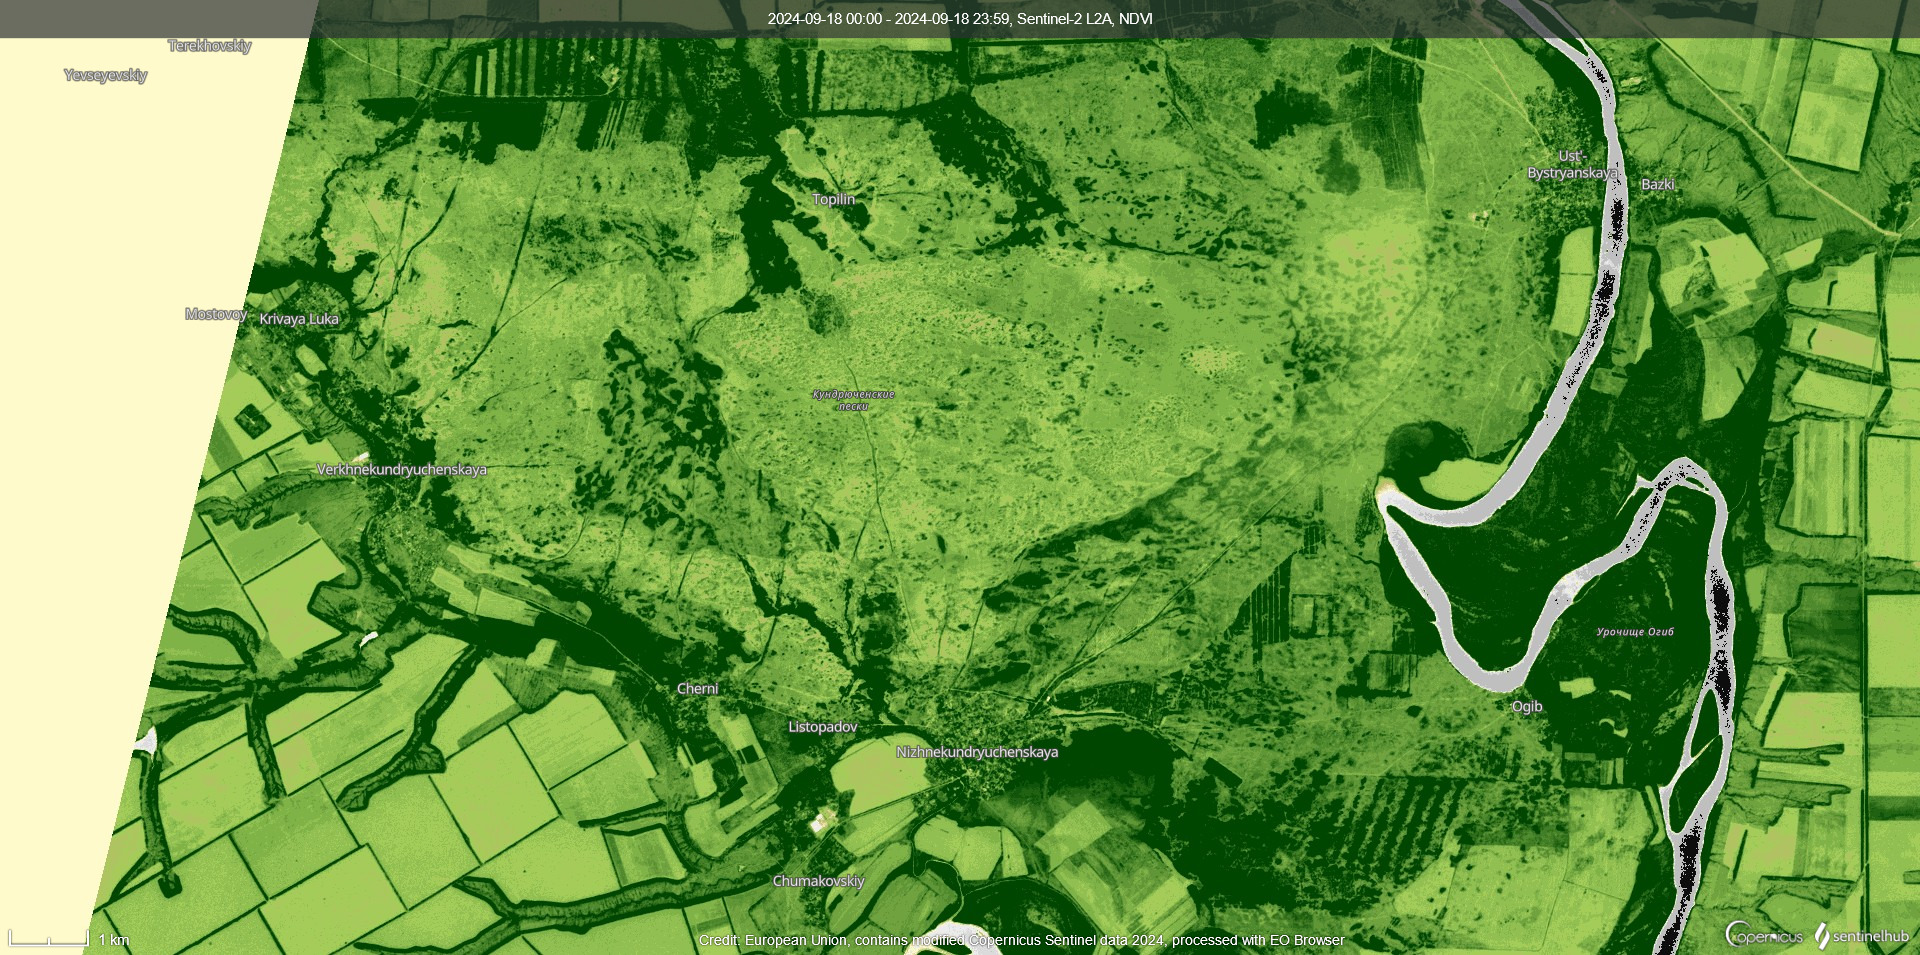 2024-09-18 00:00 - 2024-09-18 23:59, Sentinel-2 L2A, NDVI
Terekhovskiy
Yevseyevskiy
Ust'-
Bystryanskaya
Bazki
Topilin
Mostovoy
Krivaya Luka
Кундрюченские
пески
Verkhnekundryuchenskaya
Урочище Огиб
Cherni
Ogib
Listopadov
Nizhnekundryuchenskaya
Chumakovskiy
1 km
Credit: European Union, contains modified Copernicus Sentinel data 2024, processed with EO Browser
opernicus
sentinelhub